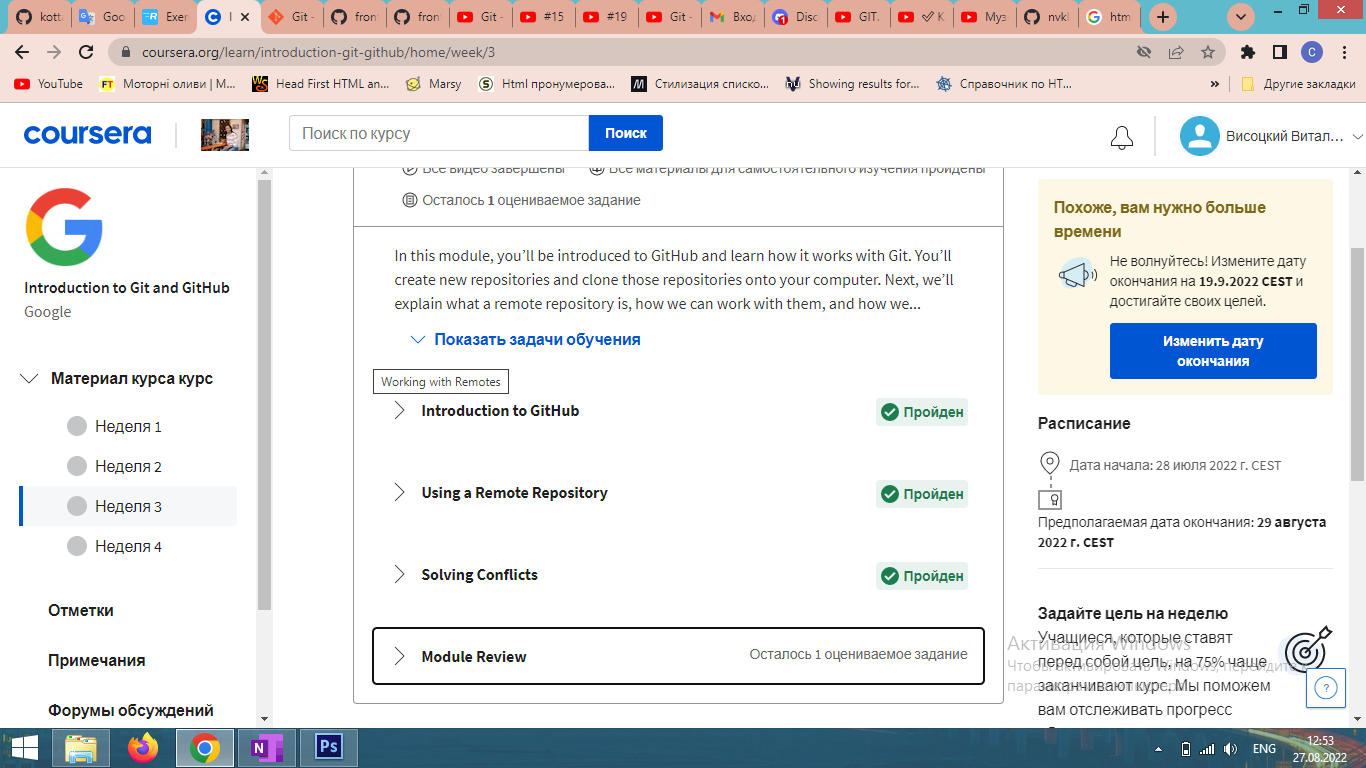 kott
Goo
Exer
I
Git -
fron
fron
Git -
#15
#19
Git -
Вхо,
Disc
GIT.
К
Муз
nvk
htm
coursera.org/learn/introduction-git-github/home/week/3
C
YouTube
FT
Моторні оливи | М...
Head First HTML an...
Marsy
Html пронумерова...
Стилизация списко...
Showing results for...
Справочник по HT...
»
Другие закладки
coursera
Поиск по курсу
Поиск
Висоцкий Витал...
Introduction to Git and GitHub
Google
Материал курса курс
Неделя 1
Неделя 2
Неделя 3
Неделя 4
Отметки
Примечания
Форумы обсуждений
Все видео завершены
Все материалы для самостоятельного изучения пройдены
Осталось 1 оцениваемое задание
In this module, you’ll be introduced to GitHub and learn how it works with Git. You’ll
create new repositories and clone those repositories onto your computer. Next, we’ll
explain what a remote repository is, how we can work with them, and how we...
Показать задачи обучения
Working with Remotes
Introduction to GitHub
Пройден
Using a Remote Repository
Пройден
Solving Conflicts
Пройден
Module Review
Осталось 1 оцениваемое задание
Похоже, вам нужно больше
времени
Не волнуйтесь! Измените дату
окончания на 19.9.2022 CEST и
достигайте своих целей.
Изменить дату
окончания
Расписание
Дата начала: 28 июля 2022 г. CEST
Предполагаемая дата окончания: 29 августа
2022 г. CEST
Задайте цель на неделю
Учащиеся, которые ставят
перед собой цель, на 75% чаще
заканчивают курс. Мы поможем
вам отслеживать прогресс
Активация Windows
Чтобы активировать Windows, перейдите к
?
N
Ps
ENG
12:53
27.08.2022